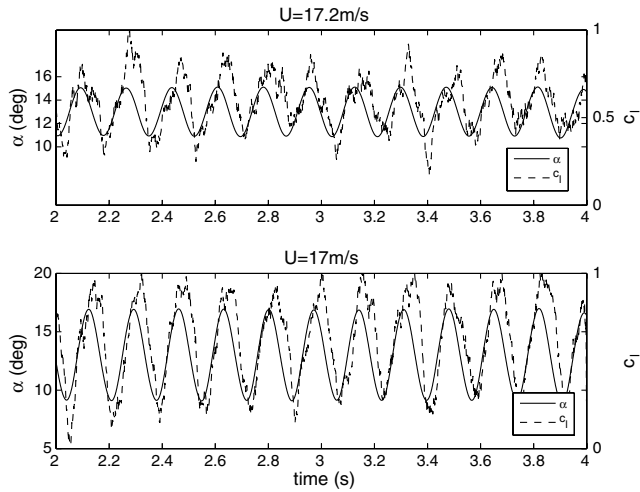 U=17.2m/s
1
16
14
12
10
α (deg)
0.5
0
c_l
α
c_l
2 2.2 2.4 2.6 2.8 3 3.2 3.4 3.6 3.8 4
U=17m/s
20
15
10
5
α (deg)
1
0.5
0
c_l
α
c_l
2 2.2 2.4 2.6 2.8 3 3.2 3.4 3.6 3.8 4
time (s)